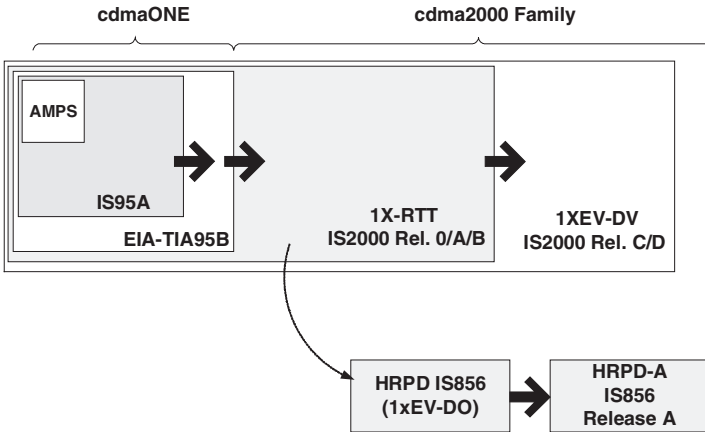 cdmaONE
cdma2000 Family
AMPS
IS95A
EIA-TIA95B
1X-RTT
IS2000 Rel. 0/A/B
1XEV-DV
IS2000 Rel. C/D
HRPD IS856
(1xEV-DO)
HRPD-A
IS856
Release A